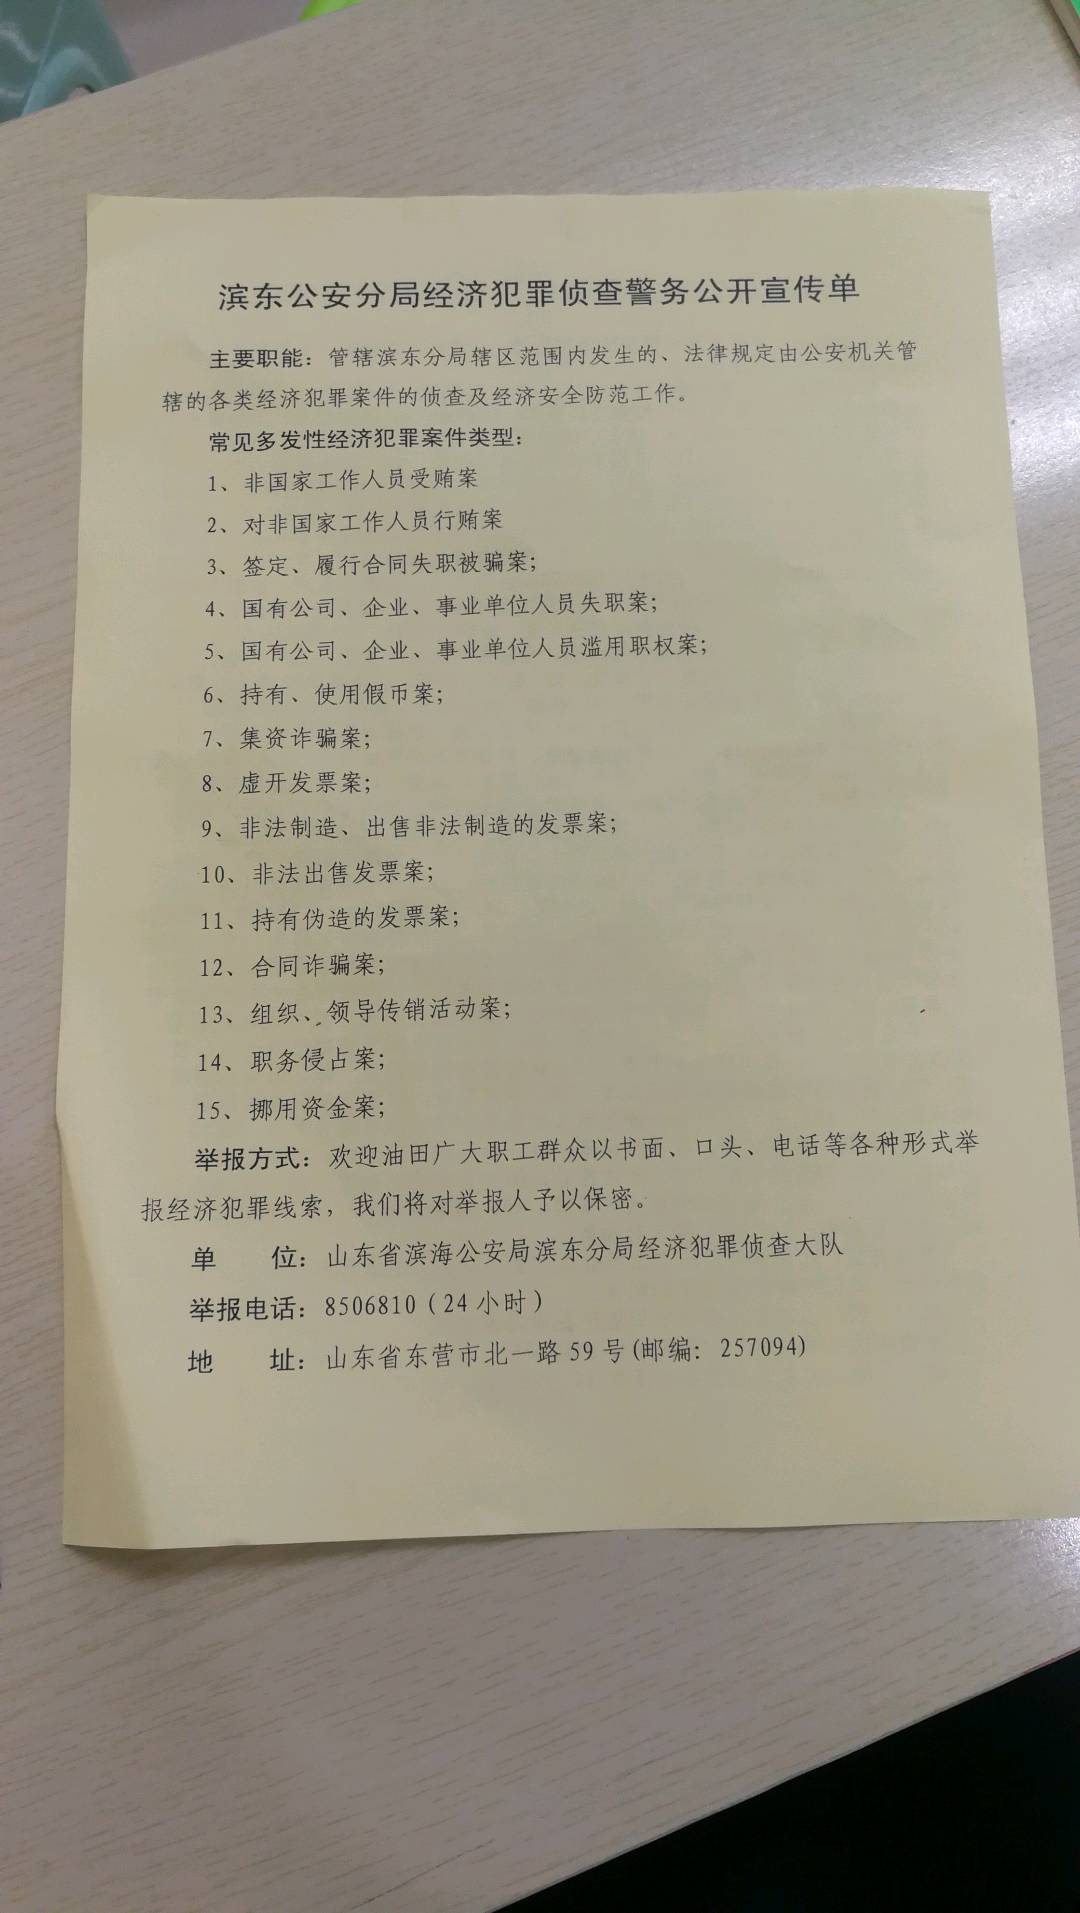 滨东公安分局经济犯罪侦查警务公开宣传单
主要职能：管辖滨东分局辖区范围内发生的、法律规定由公安机关管
辖的各类经济犯罪案件的侦查及经济安全防范工作。
常见多发性经济犯罪案件类型：
1、非国家工作人员受贿案
2、对非国家工作人员行贿案
3、签定、履行合同失职被骗案；
4、国有公司、企业、事业单位人员失职案；
5、国有公司、企业、事业单位人员滥用职权案；
6、持有、使用假币案；
7、集资诈骗案；
8、虚开发票案；
9、非法制造、出售非法制造的发票案；
10、非法出售发票案；
11、持有伪造的发票案；
12、合同诈骗案；
13、组织、领导传销活动案；
14、职务侵占案；
15、挪用资金案；
举报方式：欢迎油田广大职工群众以书面、口头、电话等各种形式举
报经济犯罪线索，我们将对举报人予以保密。
单　　位：山东省滨海公安局滨东分局经济犯罪侦查大队
举报电话：8506810（24 小时）
地　　址：山东省东营市北一路 59 号(邮编：257094)